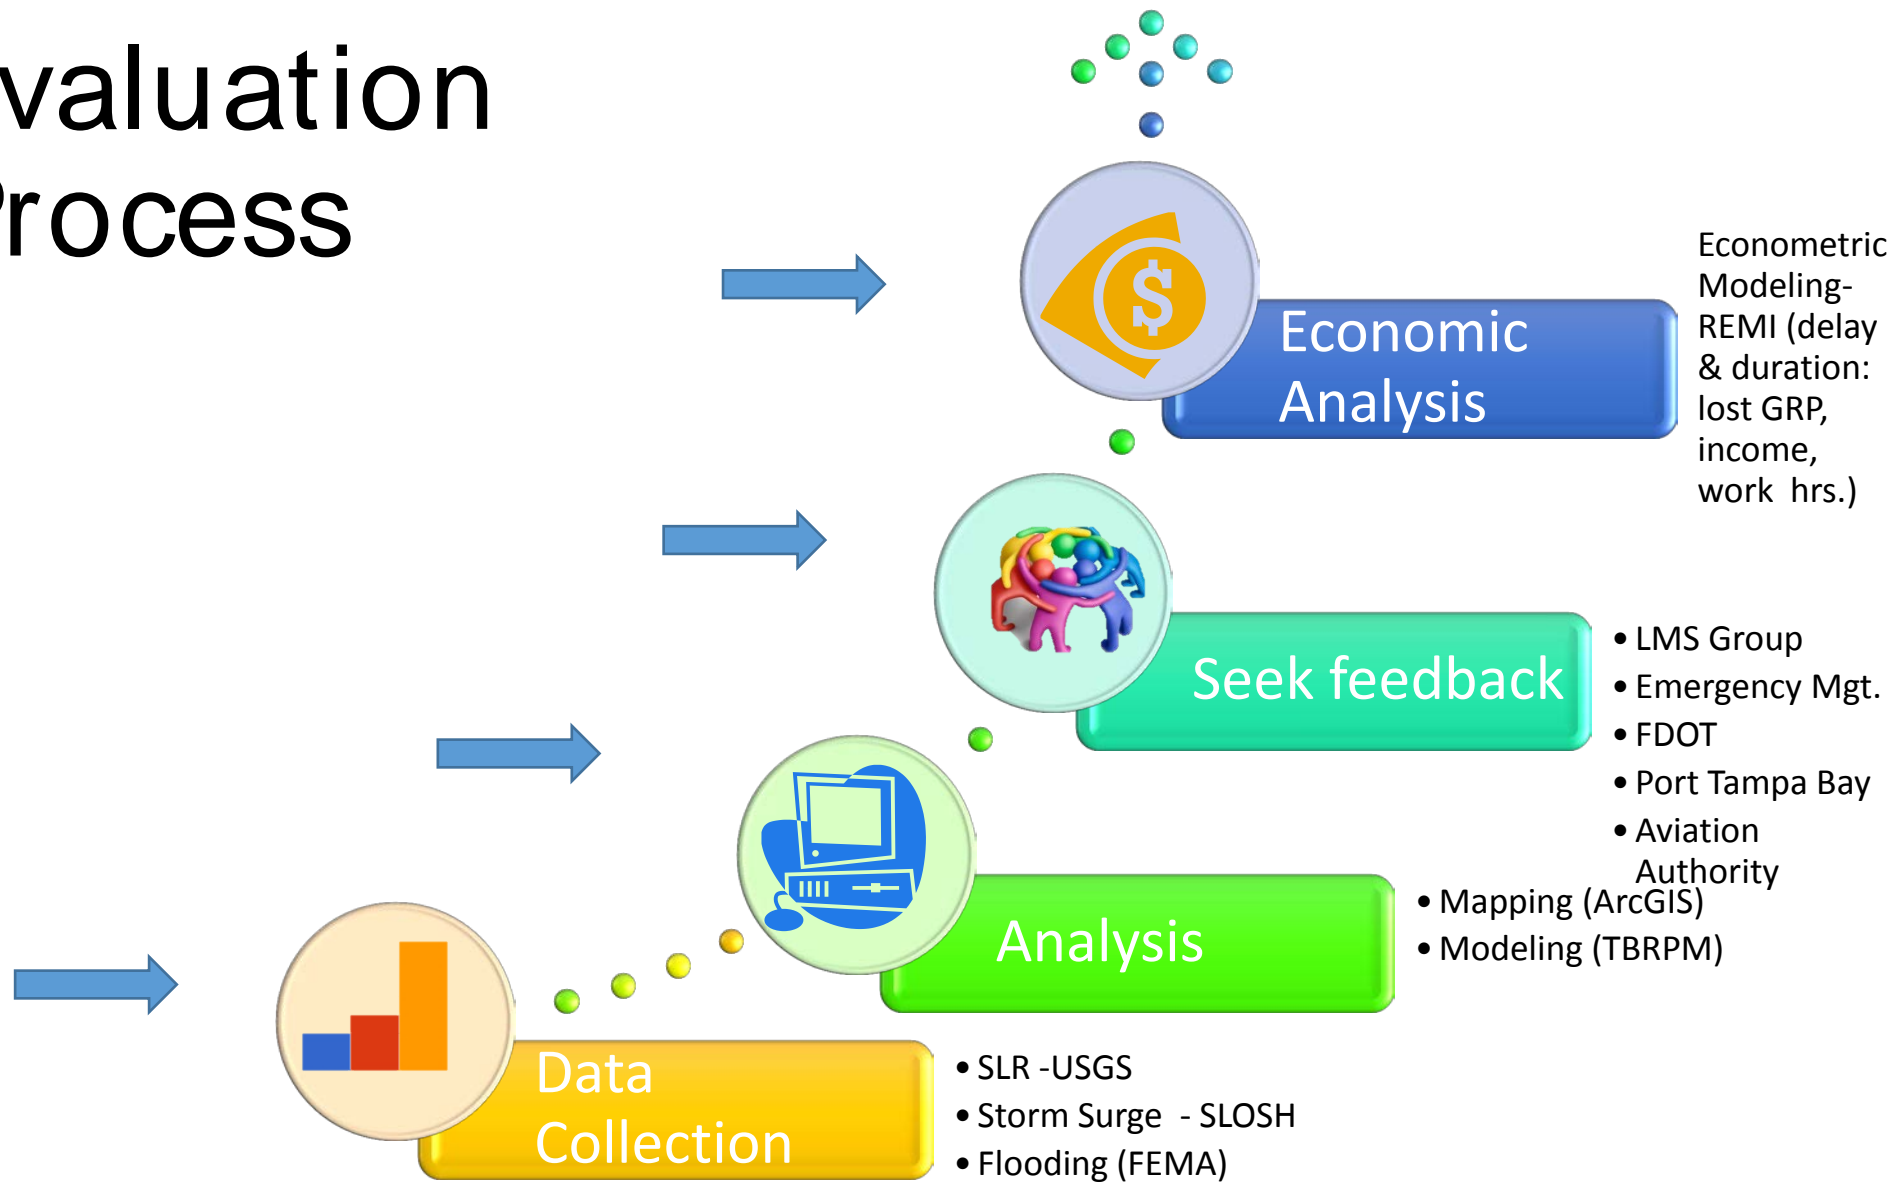 valuation
Process
$
Economic
Analysis
Econometric
Modeling-
REMI (delay
& duration:
lost GRP,
income,
work hrs.)
Seek feedback
• LMS Group
• Emergency Mgt.
• FDOT
• Port Tampa Bay
• Aviation
Authority
Analysis
• Mapping (ArcGIS)
• Modeling (TBRPM)
Data
Collection
• SLR -USGS
• Storm Surge - SLOSH
• Flooding (FEMA)